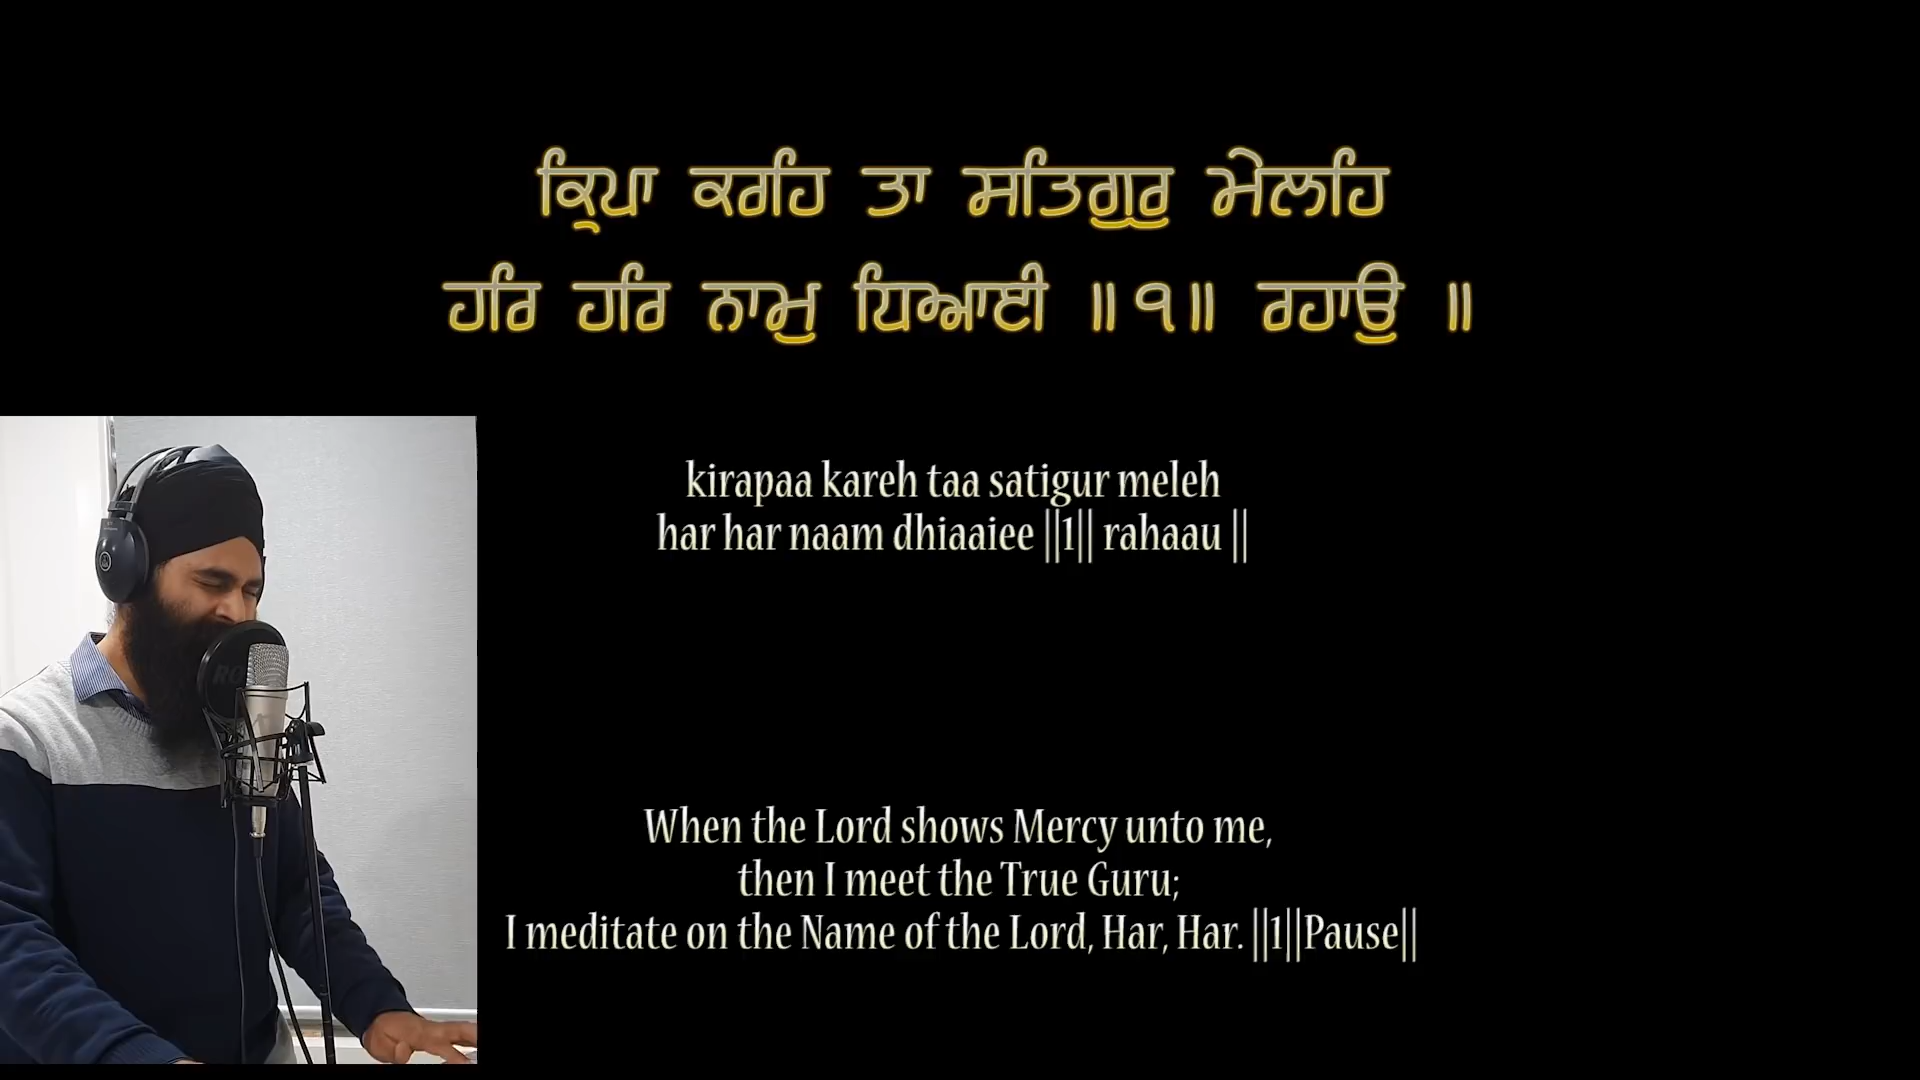 ਕ੍ਰਿਪਾ ਕਰਹਿ ਤਾ ਸਤਿਗੁਰੁ ਮੇਲਹਿ
ਹਰਿ ਹਰਿ ਨਾਮੁ ਧਿਆਈ ॥੧॥ ਰਹਾਉ ॥
kirapaa kareh taa satigur meleh
har har naam dhiaaiee ||1|| rahaau ||
When the Lord shows Mercy unto me,
then I meet the True Guru;
I meditate on the Name of the Lord, Har, Har. ||1||Pause||